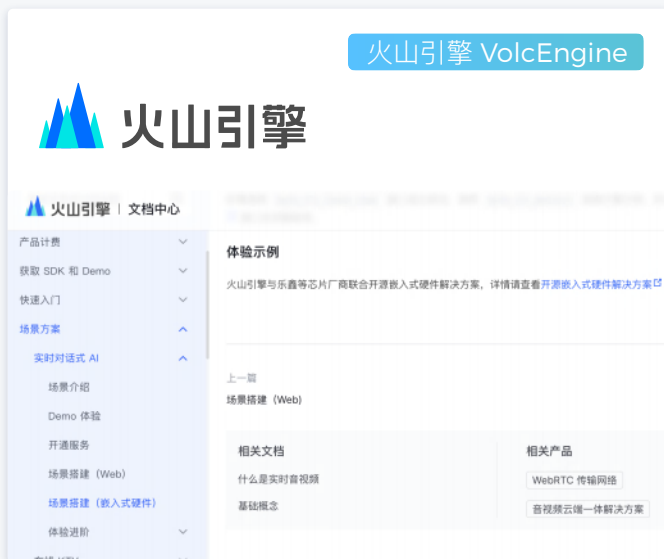 火山引擎 VolcEngine
火山引擎
火山引擎 | 文档中心
产品计费
获取 SDK 和 Demo
快速入门
场景方案
实时对话式 AI
场景介绍
Demo 体验
开通服务
场景搭建（Web）
场景搭建（嵌入式硬件）
体验进阶
体验示例
火山引擎与乐鑫等芯片厂商联合开源嵌入式硬件解决方案，详情请查看开源嵌入式硬件解决方案
上一篇
场景搭建（Web）
相关文档
什么是实时音视频
基础概念
相关产品
WebRTC 传输网络
音视频云端一体解决方案